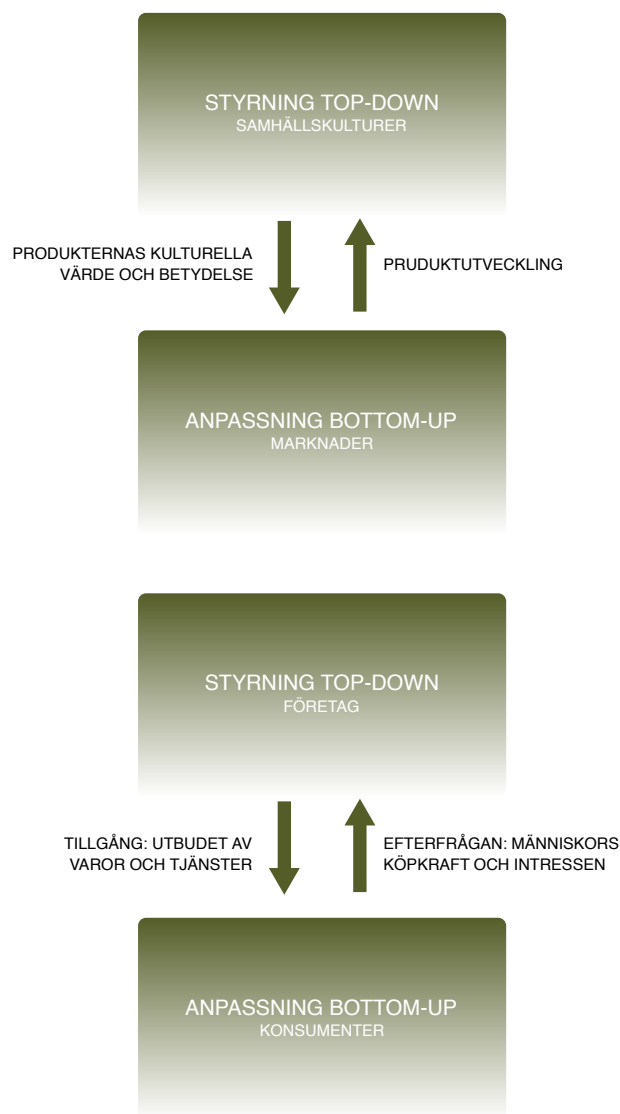 STYRNING TOP-DOWN
SAMHÄLLSKULTURER
PRODUKTERNAS KULTURELLA
VÄRDE OCH BETYDELSE
PRUDUKTUTVECKLING
ANPASSNING BOTTOM-UP
MARKNADER
STYRNING TOP-DOWN
FÖRETAG
TILLGÅNG: UTBUDET AV
VAROR OCH TJÄNSTER
EFTERFRÅGAN: MÄNNISKORS
KÖPKRAFT OCH INTRESSEN
ANPASSNING BOTTOM-UP
KONSUMENTER